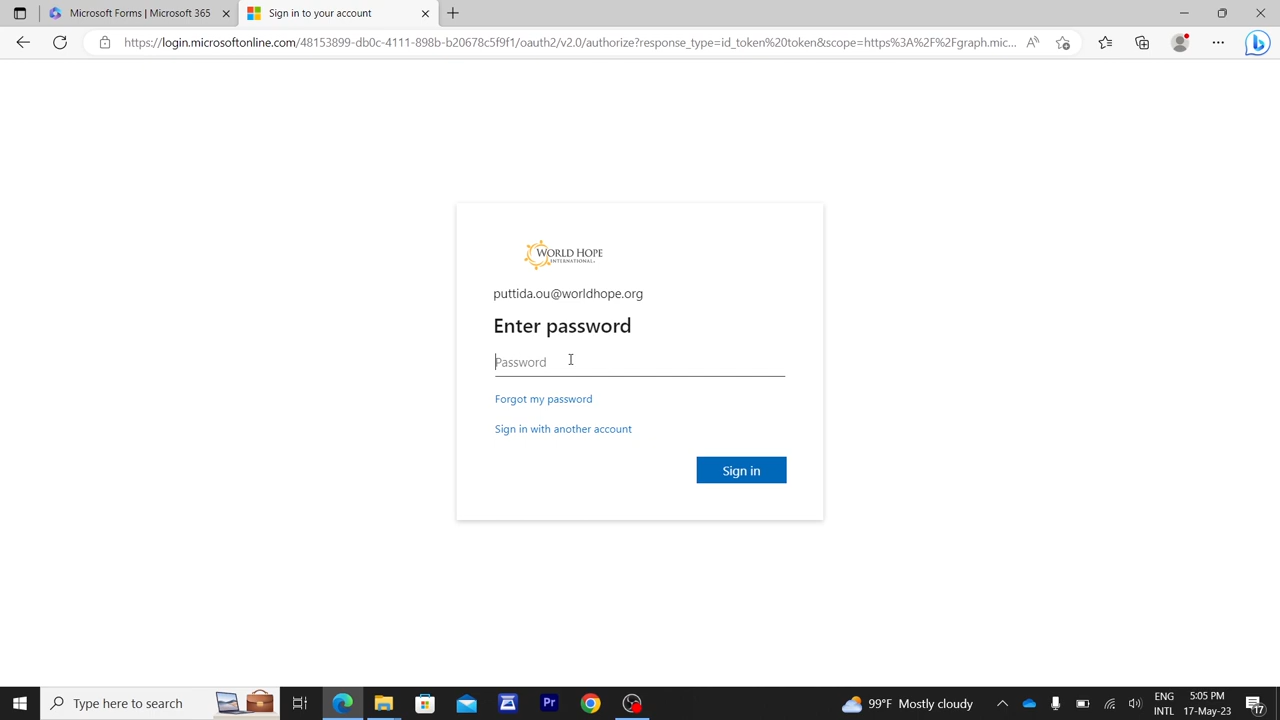 Microsoft Forms | Microsoft 365
Sign in to your account
https://login.microsoftonline.com/48153899-db0c-4111-898b-b20678c5f9f1/oauth2/v2.0/authorize?response_type=id_token%20token&scope=https%3A%2F%2Fgraph.mic...
WORLD HOPE
INTERNATIONAL
puttida.ou@worldhope.org
Enter password
Password
Forgot my password
Sign in with another account
Sign in
Type here to search
Pr
99°F Mostly cloudy
ENG
INTL
5:05 PM
17-May-23
17